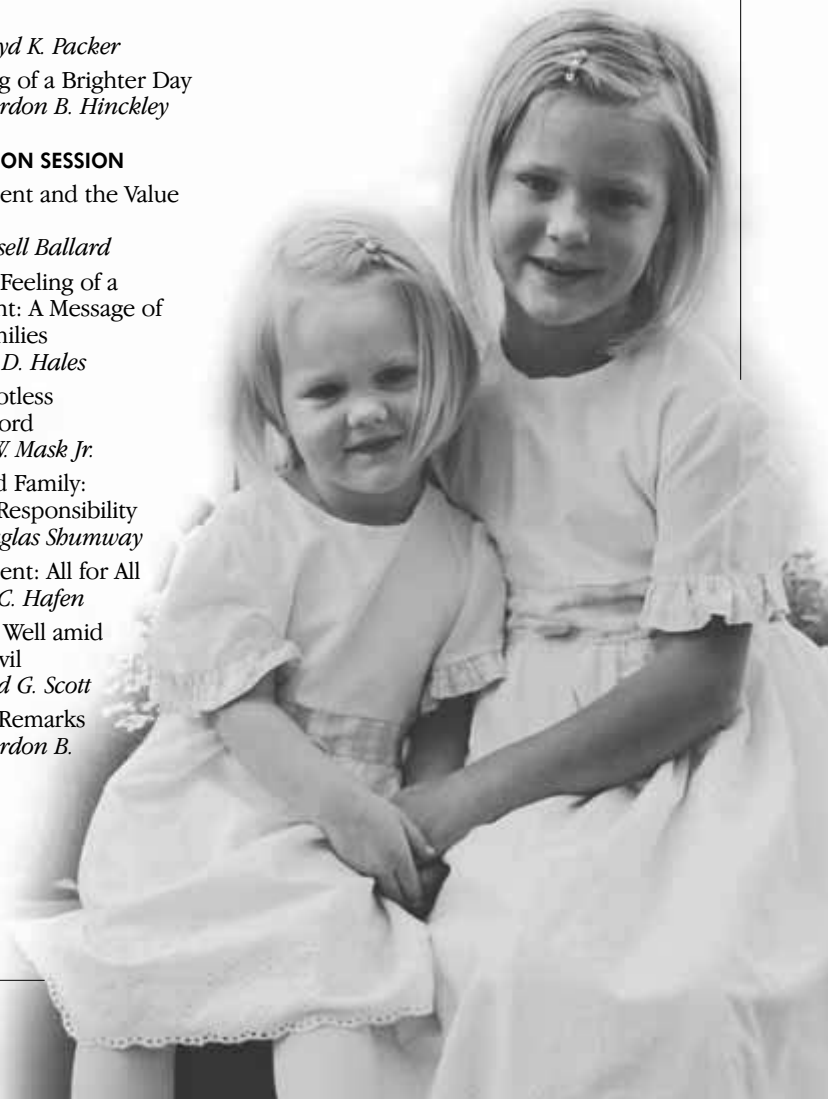 yd K. Packer
g of a Brighter Day
rdon B. Hinckley
ON SESSION
ent and the Value
sell Ballard
Feeling of a
nt: A Message of
nilies
D. Hales
otless
ord
W. Mask Jr.
d Family:
Responsibility
glas Shumway
ent: All for All
C. Hafen
Well amid
vil
d G. Scott
Remarks
rdon B.